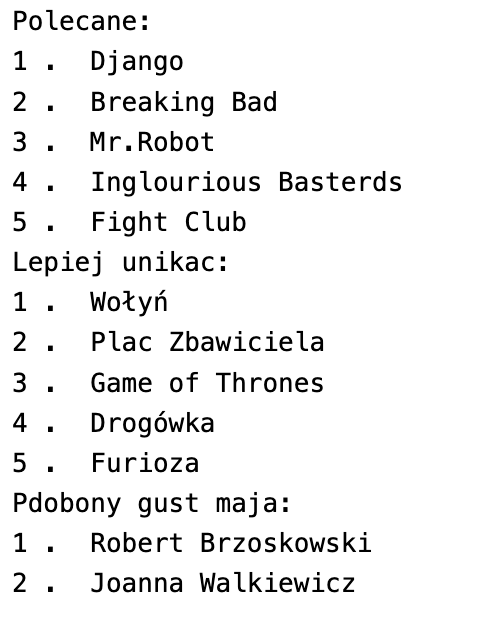 Polecane:
1 .  Django
2 .  Breaking Bad
3 .  Mr.Robot
4 .  Inglourious Basterds
5 .  Fight Club
Lepiej unikac:
1 .  Wołyń
2 .  Plac Zbawiciela
3 .  Game of Thrones
4 .  Drogówka
5 .  Furioza
Pdobony gust maja:
1 .  Robert Brzoskowski
2 .  Joanna Walkiewicz